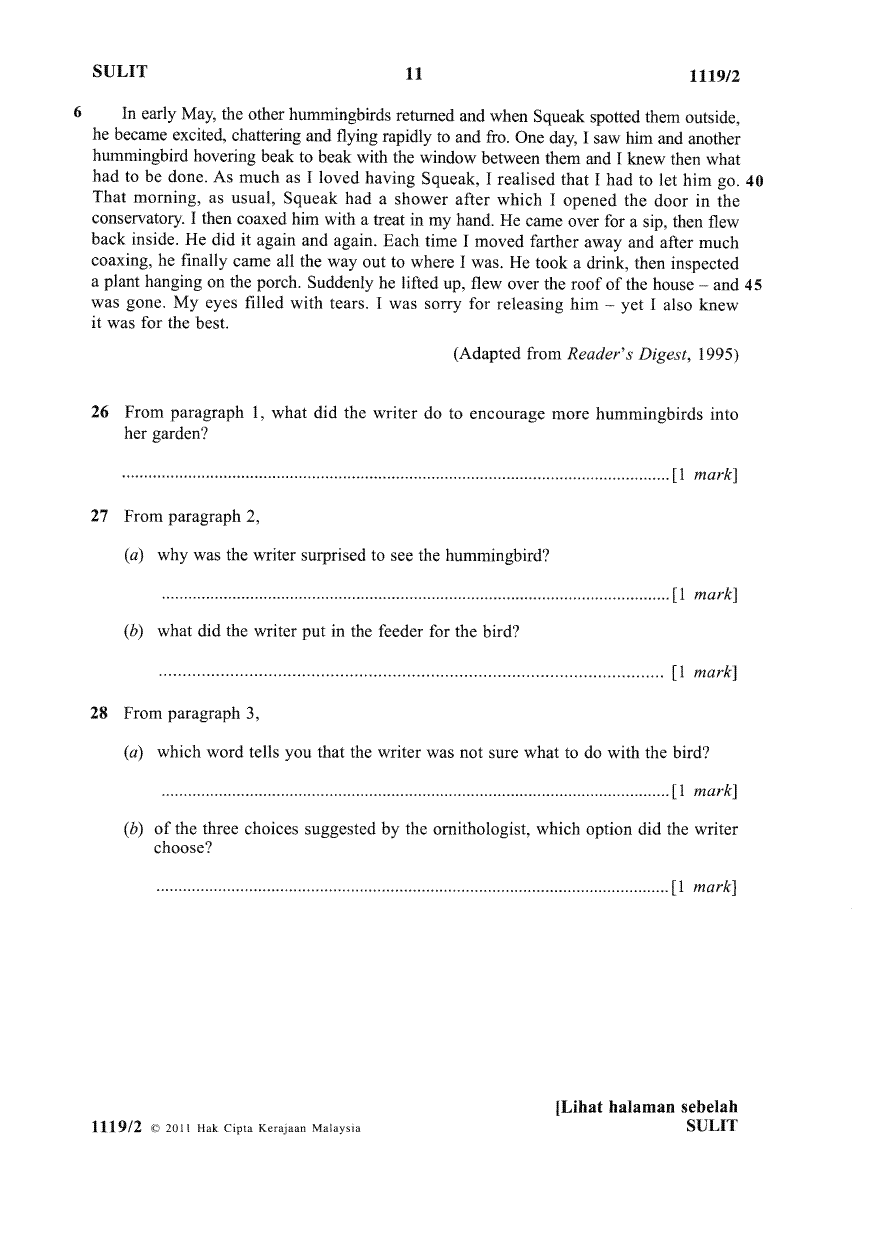 SULIT 11 1119/2
6 In early May, the other hummingbirds returned and when Squeak spotted them outside,
he became excited, chattering and flying rapidly to and fro. One day, I saw him and another
hummingbird hovering beak to beak with the window between them and I knew then what
had to be done. As much as I loved having Squeak, I realised that I had to let him go. 40
That morning, as usual, Squeak had a shower after which I opened the door in the
conservatory. I then coaxed him with a treat in my hand. He came over for a sip, then flew
back inside. He did it again and again. Each time I moved farther away and after much
coaxing, he finally came all the way out to where I was. He took a drink, then inspected
a plant hanging on the porch. Suddenly he lifted up, flew over the roof of the house – and 45
was gone. My eyes filled with tears. I was sorry for releasing him – yet I also knew
it was for the best.
(Adapted from Reader's Digest, 1995)
26 From paragraph 1, what did the writer do to encourage more hummingbirds into
her garden?
[1 mark]
27 From paragraph 2,
(a) why was the writer surprised to see the hummingbird?
[1 mark]
(b) what did the writer put in the feeder for the bird?
[1 mark]
28 From paragraph 3,
(a) which word tells you that the writer was not sure what to do with the bird?
[1 mark]
(b) of the three choices suggested by the ornithologist, which option did the writer
choose?
[1 mark]
[Lihat halaman sebelah
1119/2 © 2011 Hak Cipta Kerajaan Malaysia SULIT